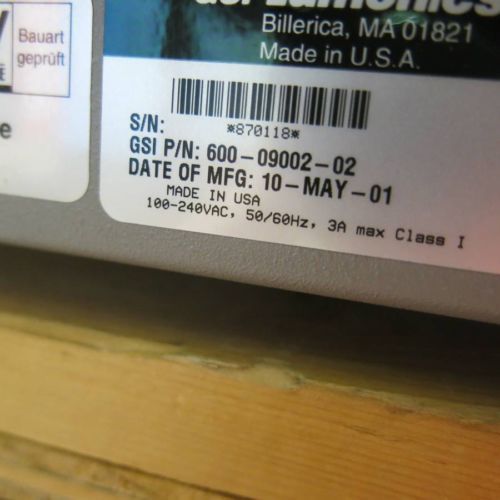 Bauart
geprüft
Billerica, MA 01821
Made in U.S.A.
S/N:
*870118*
GSI P/N: 600-09002-02
DATE OF MFG: 10-MAY-01
MADE IN USA
100-240VAC, 50/60Hz, 3A max Class I